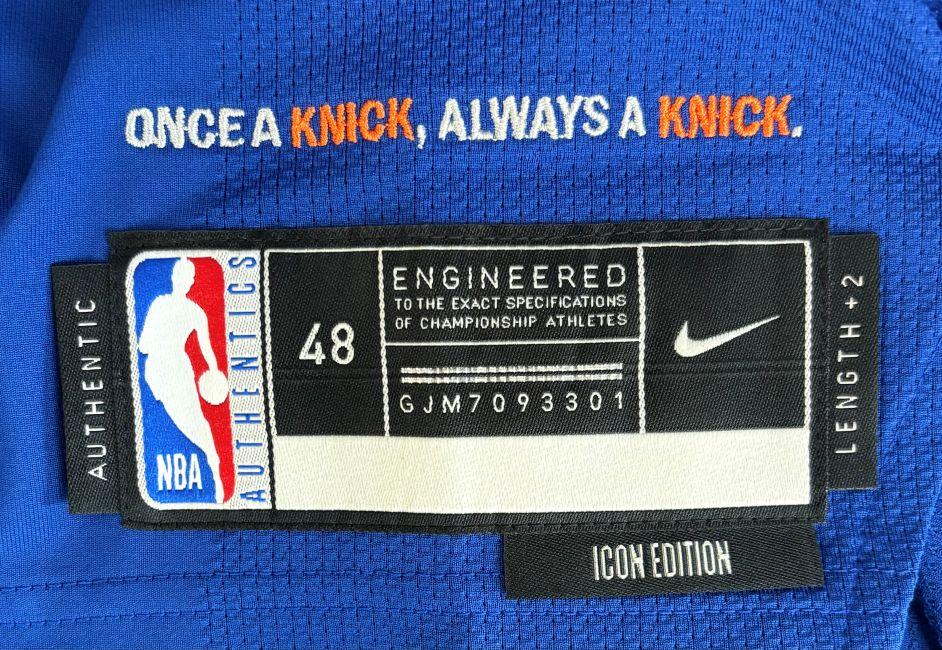 ONCE A KNICK, ALWAYS A KNICK.
AUTHENTIC
NBA
AUTHENTICS
48
ENGINEERED
TO THE EXACT SPECIFICATIONS
OF CHAMPIONSHIP ATHLETES
GJM7093301
LENGTH +2
ICON EDITION